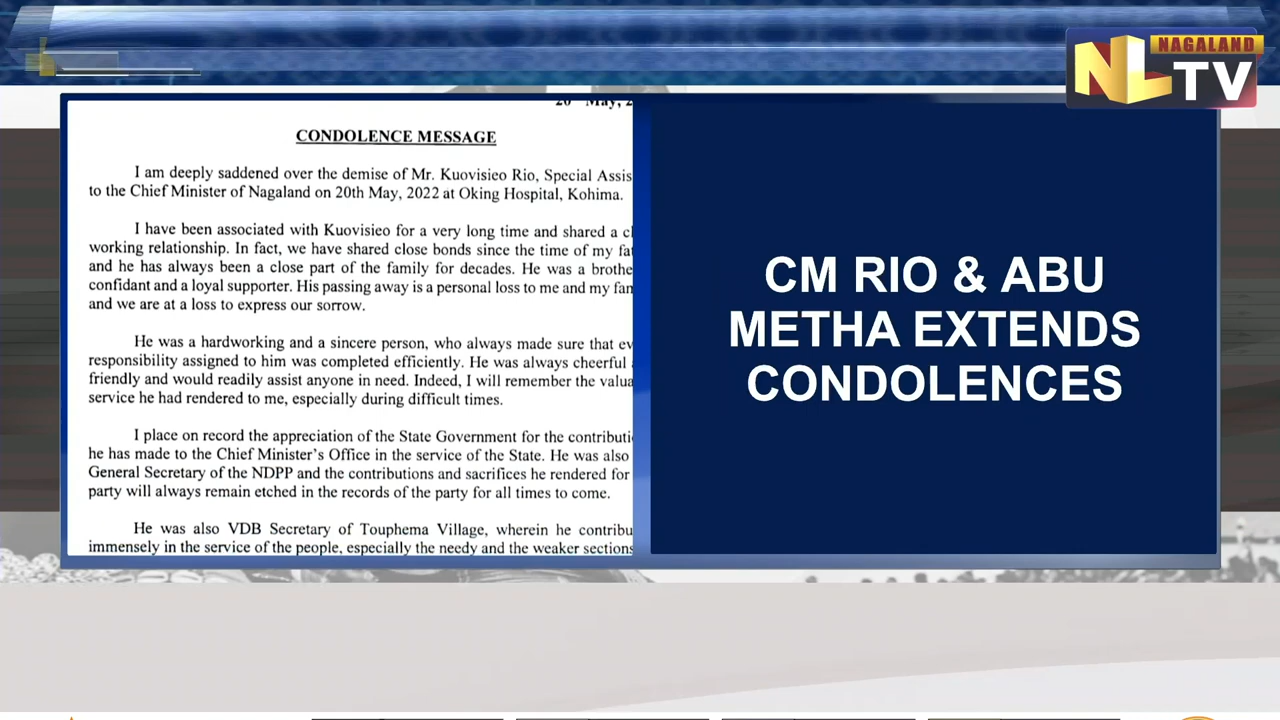 NAGALAND
NL TV
CONDOLENCE MESSAGE
I am deeply saddened over the demise of Mr. Kuovisieo Rio, Special Assis
to the Chief Minister of Nagaland on 20th May, 2022 at Oking Hospital, Kohima.
I have been associated with Kuovisieo for a very long time and shared a cl
working relationship. In fact, we have shared close bonds since the time of my fat
and he has always been a close part of the family for decades. He was a brothe
confidant and a loyal supporter. His passing away is a personal loss to me and my fam
and we are at a loss to express our sorrow.
He was a hardworking and a sincere person, who always made sure that ev
responsibility assigned to him was completed efficiently. He was always cheerful
friendly and would readily assist anyone in need. Indeed, I will remember the valua
service he had rendered to me, especially during difficult times.
I place on record the appreciation of the State Government for the contributi
he has made to the Chief Minister's Office in the service of the State. He was also
General Secretary of the NDPP and the contributions and sacrifices he rendered for
party will always remain etched in the records of the party for all times to come.
He was also VDB Secretary of Touphema Village, wherein he contribu
immensely in the service of the people, especially the needy and the weaker sections
CM RIO & ABU
METHA EXTENDS
CONDOLENCES